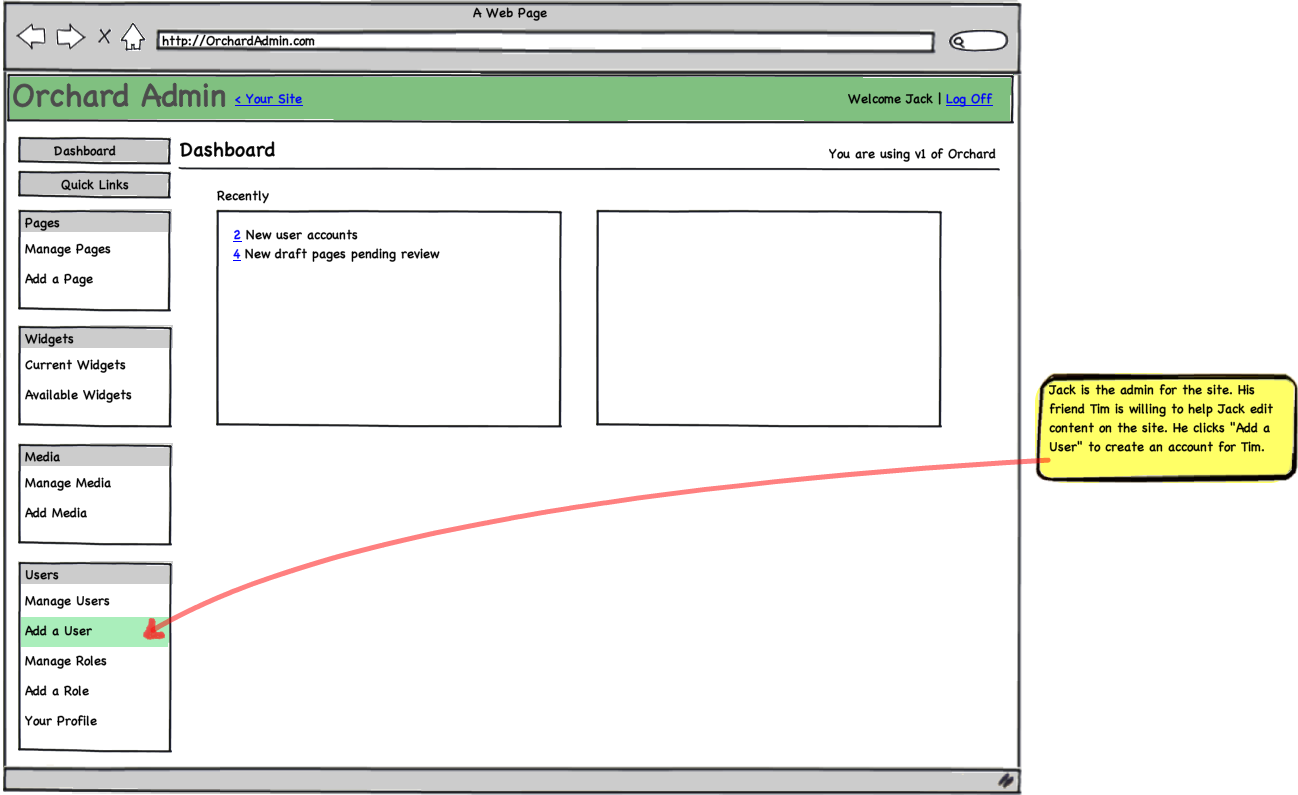 A Web Page
http://OrchardAdmin.com
Orchard Admin < Your Site
Welcome Jack | Log Off
Dashboard
Quick Links
Pages
Manage Pages
Add a Page
Widgets
Current Widgets
Available Widgets
Media
Manage Media
Add Media
Users
Manage Users
Add a User
Manage Roles
Add a Role
Your Profile
Dashboard
You are using v1 of Orchard
Recently
2 New user accounts
4 New draft pages pending review
Jack is the admin for the site. His
friend Tim is willing to help Jack edit
content on the site. He clicks "Add a
User" to create an account for Tim.